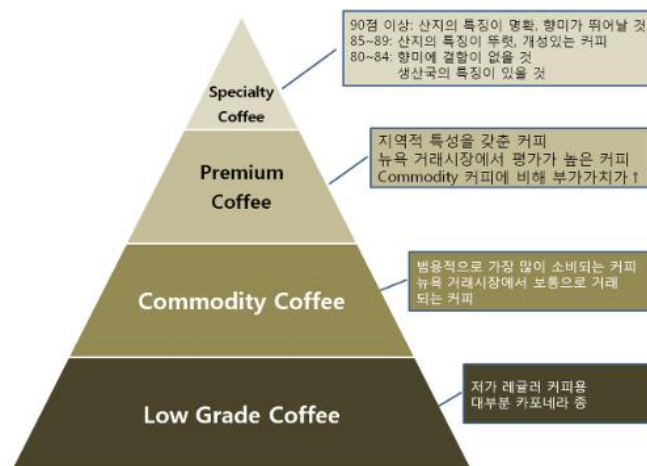 90점 이상: 산지의 특징이 명확, 향미가 뛰어날 것
85~89: 산지의 특징이 뚜렷, 개성있는 커피
80~84: 향미에 결함이 없을 것
생산국의 특징이 있을 것
Specialty
Coffee
지역적 특성을 갖춘 커피
뉴욕 거래시장에서 평가가 높은 커피
Commodity 커피에 비해 부가가치가↑
Premium
Coffee
범용적으로 가장 많이 소비되는 커피
뉴욕 거래시장에서 보통으로 거래
되는 커피
Commodity Coffee
저가 레귤러 커피용
대부분 카포네라 종
Low Grade Coffee